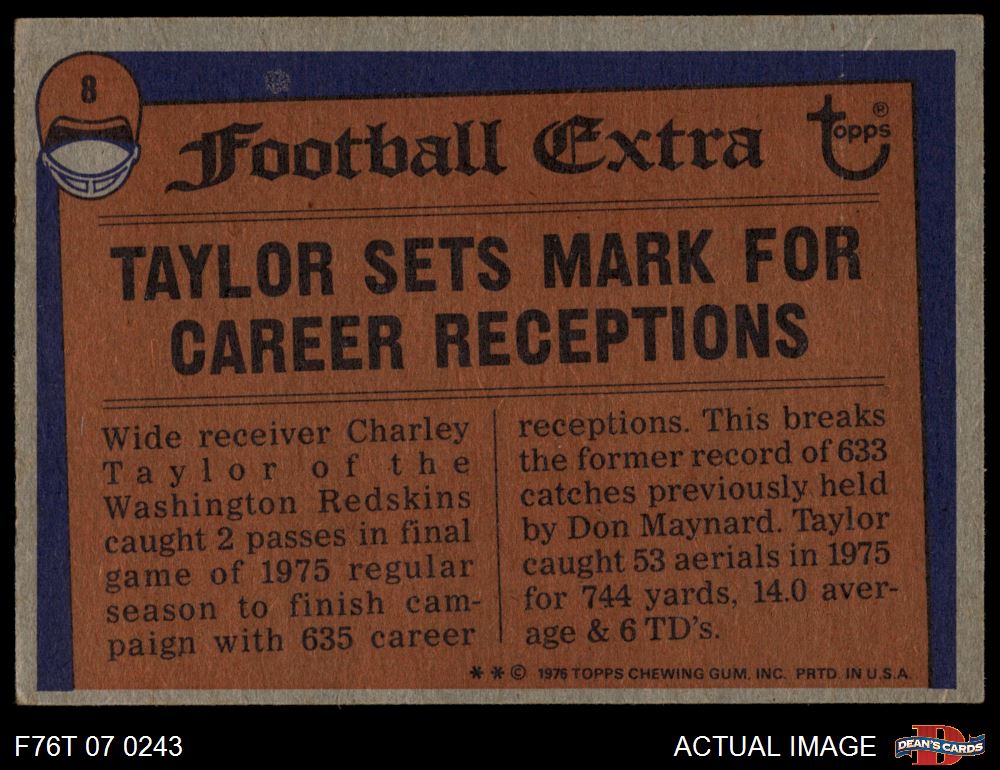 8
Football Extra
topps ®
TAYLOR SETS MARK FOR
CAREER RECEPTIONS
Wide receiver Charley
Taylor of the
Washington Redskins
caught 2 passes in final
game of 1975 regular
season to finish cam-
paign with 635 career
receptions. This breaks
the former record of 633
catches previously held
by Don Maynard. Taylor
caught 53 aerials in 1975
for 744 yards, 14.0 aver-
age & 6 TD's.
* * © 1976 TOPPS CHEWING GUM, INC. PRTD. IN U.S.A.
F76T 07 0243
ACTUAL IMAGE
D
DEAN'S CARDS